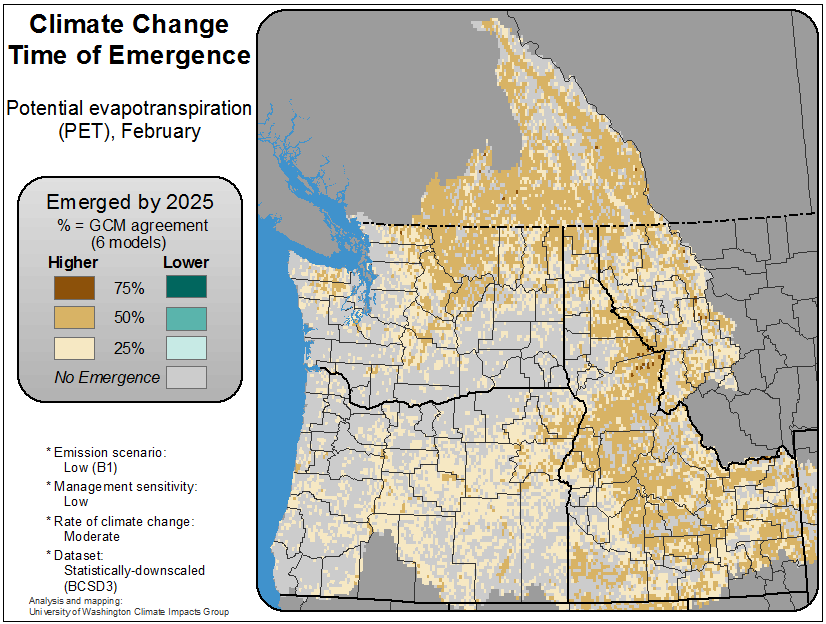 Climate Change
Time of Emergence
Potential evapotranspiration
(PET), February
Emerged by 2025
% = GCM agreement
(6 models)
Higher Lower
75%
50%
25%
No Emergence
* Emission scenario:
Low (B1)
* Management sensitivity:
Low
* Rate of climate change:
Moderate
* Dataset:
Statistically-downscaled
(BCSD3)
Analysis and mapping:
University of Washington Climate Impacts Group